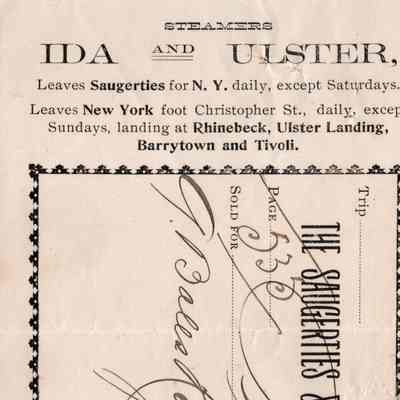 STEAMERS
IDA AND ULSTER,
Leaves Saugerties for N. Y. daily, except Saturdays.
Leaves New York foot Christopher St., daily, excep
Sundays, landing at Rhinebeck, Ulster Landing,
Barrytown and Tivoli.
Trip
THE SAUGERTIES &
PAGE 535
SOLD FOR